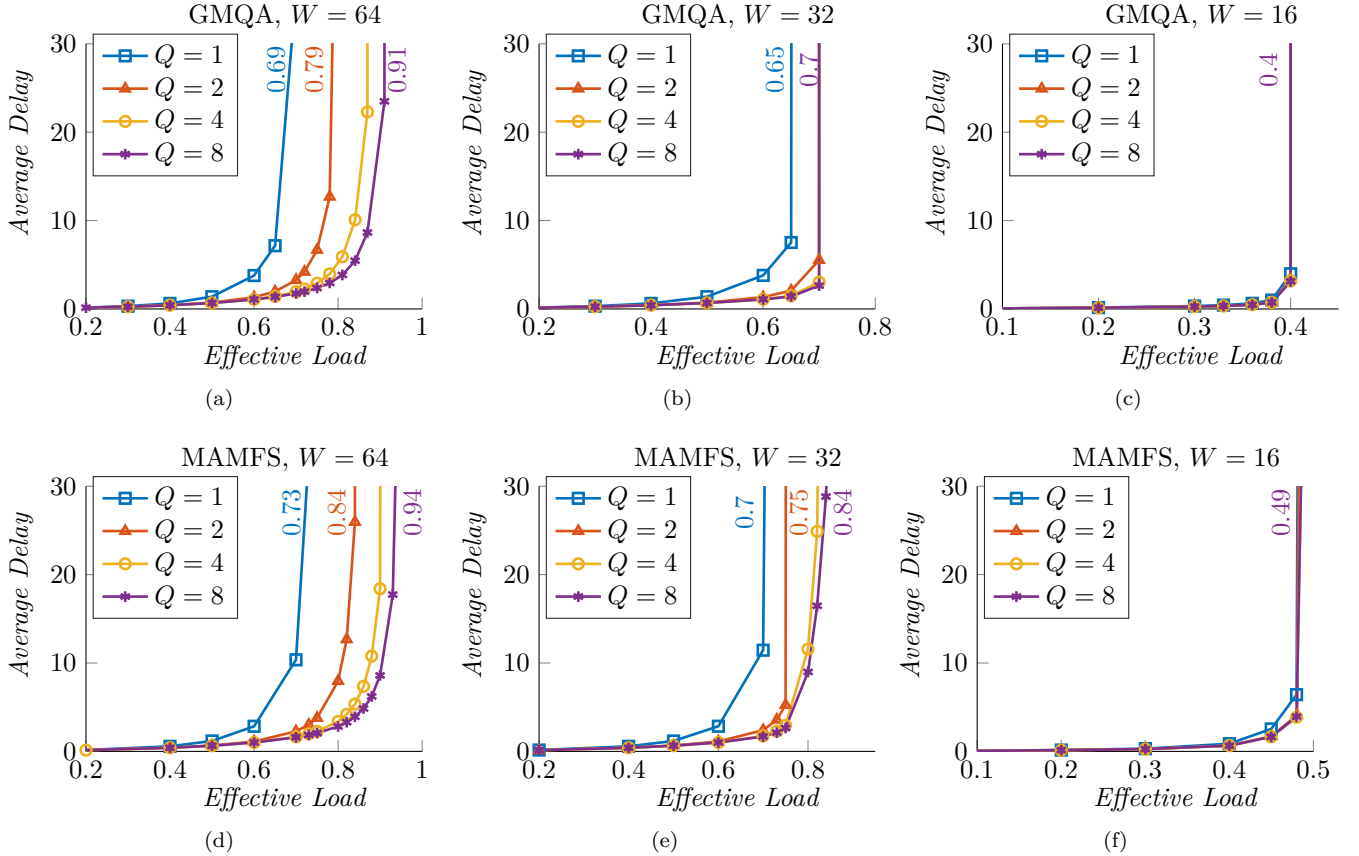 GMQA, W = 64
30
20
10
0
Average Delay
Q = 1
Q = 2
Q = 4
Q = 8
0.69
0.79
0.91
0.2
0.4
0.6
0.8
1
Effective Load
(a)
GMQA, W = 32
30
20
10
0
Average Delay
Q = 1
Q = 2
Q = 4
Q = 8
0.65
0.7
0.2
0.4
0.6
0.8
Effective Load
(b)
GMQA, W = 16
30
20
10
0
Average Delay
Q = 1
Q = 2
Q = 4
Q = 8
0.4
0.1
0.2
0.3
0.4
Effective Load
(c)
MAMFS, W = 64
30
20
10
0
Average Delay
Q = 1
Q = 2
Q = 4
Q = 8
0.73
0.84
0.94
0.2
0.4
0.6
0.8
1
Effective Load
(d)
MAMFS, W = 32
30
20
10
0
Average Delay
Q = 1
Q = 2
Q = 4
Q = 8
0.7
0.75
0.84
0.2
0.4
0.6
0.8
Effective Load
(e)
MAMFS, W = 16
30
20
10
0
Average Delay
Q = 1
Q = 2
Q = 4
Q = 8
0.49
0.1
0.2
0.3
0.4
0.5
Effective Load
(f)